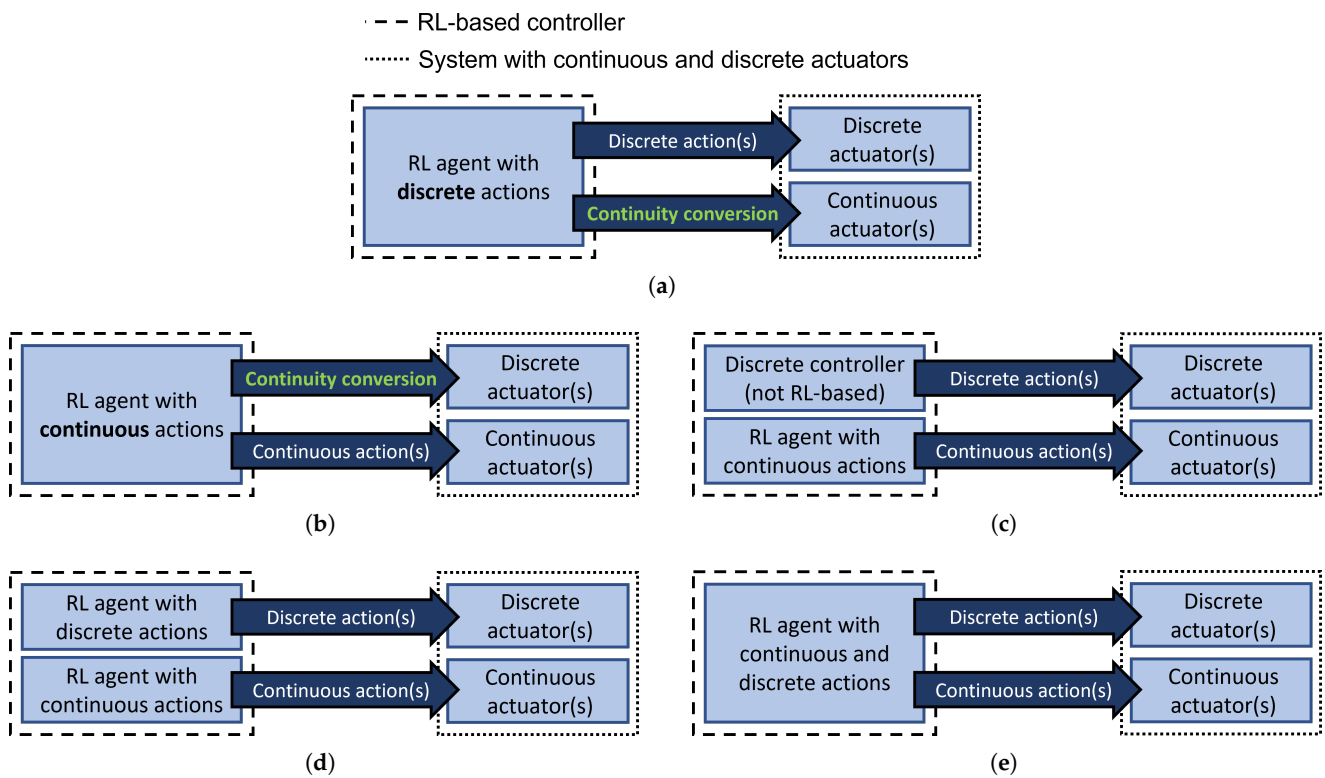 RL-based controller
System with continuous and discrete actuators
RL agent with
discrete actions
Discrete action(s)
Continuity conversion
Discrete
actuator(s)
Continuous
actuator(s)
(a)
RL agent with
continuous actions
Continuity conversion
Continuous action(s)
Discrete
actuator(s)
Continuous
actuator(s)
(b)
Discrete controller
(not RL-based)
RL agent with
continuous actions
Discrete action(s)
Continuous action(s)
Discrete
actuator(s)
Continuous
actuator(s)
(c)
RL agent with
discrete actions
RL agent with
continuous actions
Discrete action(s)
Continuous action(s)
Discrete
actuator(s)
Continuous
actuator(s)
(d)
RL agent with
continuous and
discrete actions
Discrete action(s)
Continuous action(s)
Discrete
actuator(s)
Continuous
actuator(s)
(e)